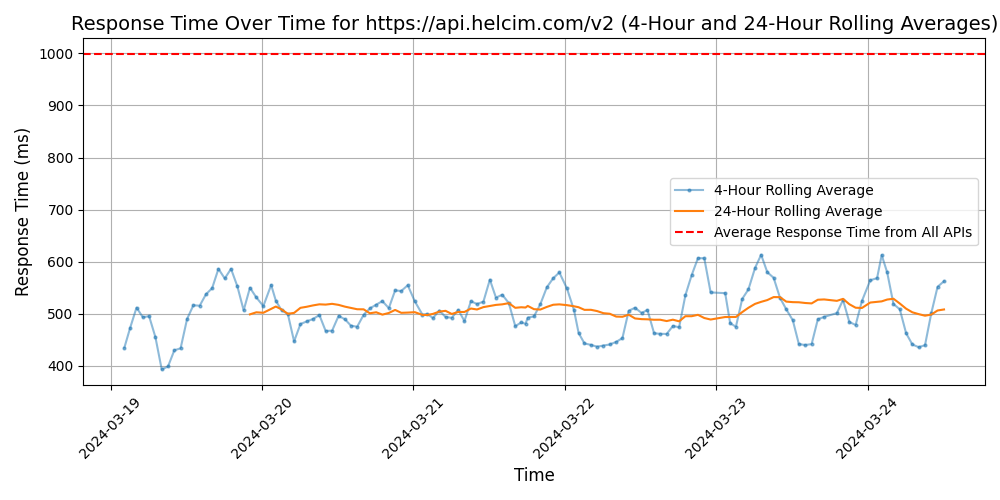 Response Time Over Time for https://api.helcim.com/v2 (4-Hour and 24-Hour Rolling Averages)
Response Time (ms)
1000
900
800
700
600
500
400
4-Hour Rolling Average
24-Hour Rolling Average
Average Response Time from All APIs
2024-03-19
2024-03-20
2024-03-21
2024-03-22
2024-03-23
2024-03-24
Time